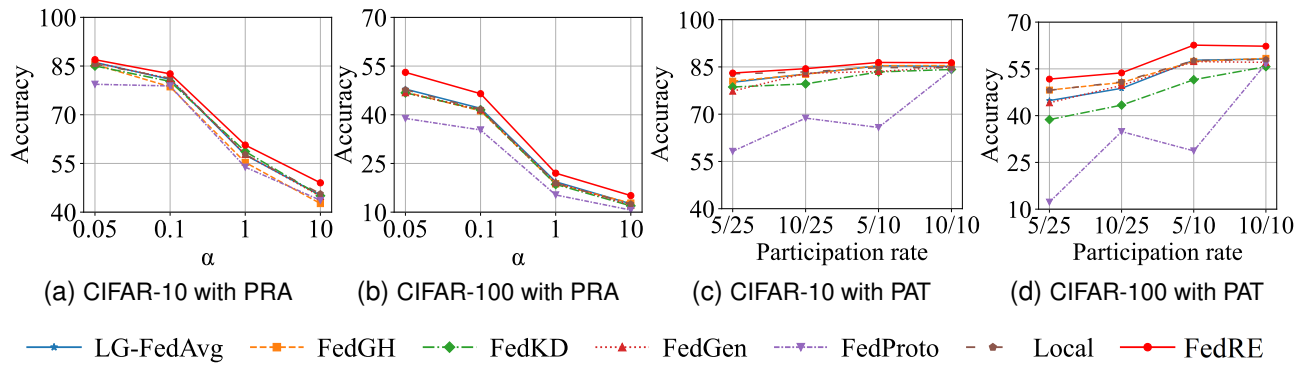 Accuracy
100
85
70
55
40
0.05 0.1 1 10
α
(a) CIFAR-10 with PRA
Accuracy
70
55
40
25
10
0.05 0.1 1 10
α
(b) CIFAR-100 with PRA
Accuracy
100
85
70
55
40
5/25 10/25 5/10 10/10
Participation rate
(c) CIFAR-10 with PAT
Accuracy
70
55
40
25
10
5/25 10/25 5/10 10/10
Participation rate
(d) CIFAR-100 with PAT
LG-FedAvg FedGH FedKD FedGen FedProto Local FedRE